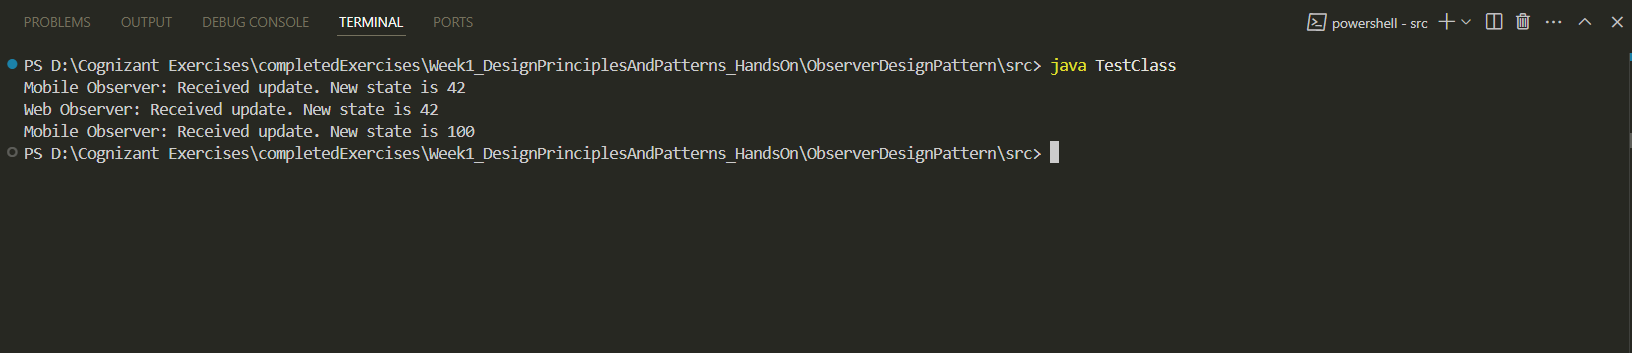 PROBLEMS OUTPUT DEBUG CONSOLE TERMINAL PORTS powershell - src
PS D:\Cognizant Exercises\completedExercises\Week1_DesignPrinciplesAndPatterns_HandsOn\ObserverDesignPattern\src> java TestClass
Mobile Observer: Received update. New state is 42
Web Observer: Received update. New state is 42
Mobile Observer: Received update. New state is 100
PS D:\Cognizant Exercises\completedExercises\Week1_DesignPrinciplesAndPatterns_HandsOn\ObserverDesignPattern\src>